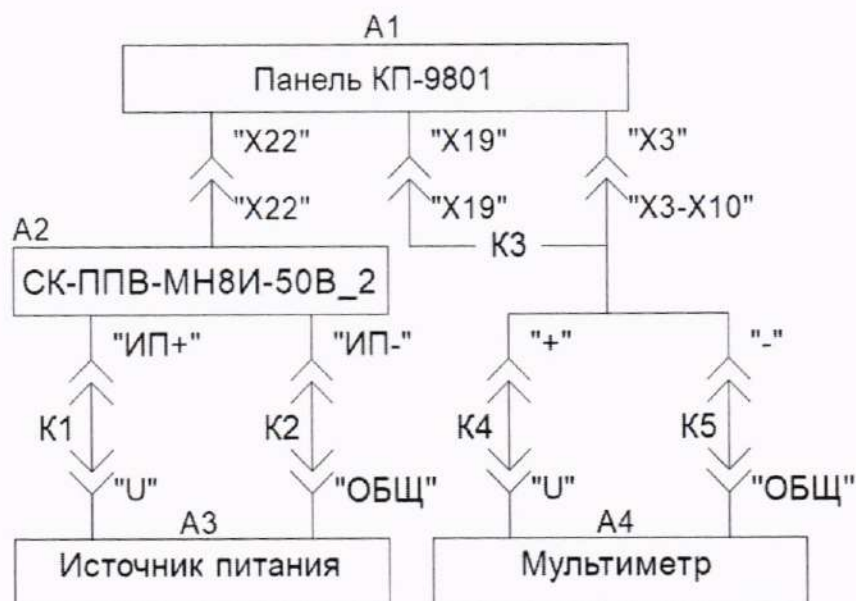 А1
Панель КП-9801
"Х22" "Х19" "Х3"
"Х22" "Х19" "Х3-Х10"
А2
К3
СК-ППВ-МН8И-50В_2
"ИП+" "ИП-" "+" "-"
К1 К2 К4 К5
"U" "ОБЩ" "U" "ОБЩ"
А3 А4
Источник питания Мультиметр